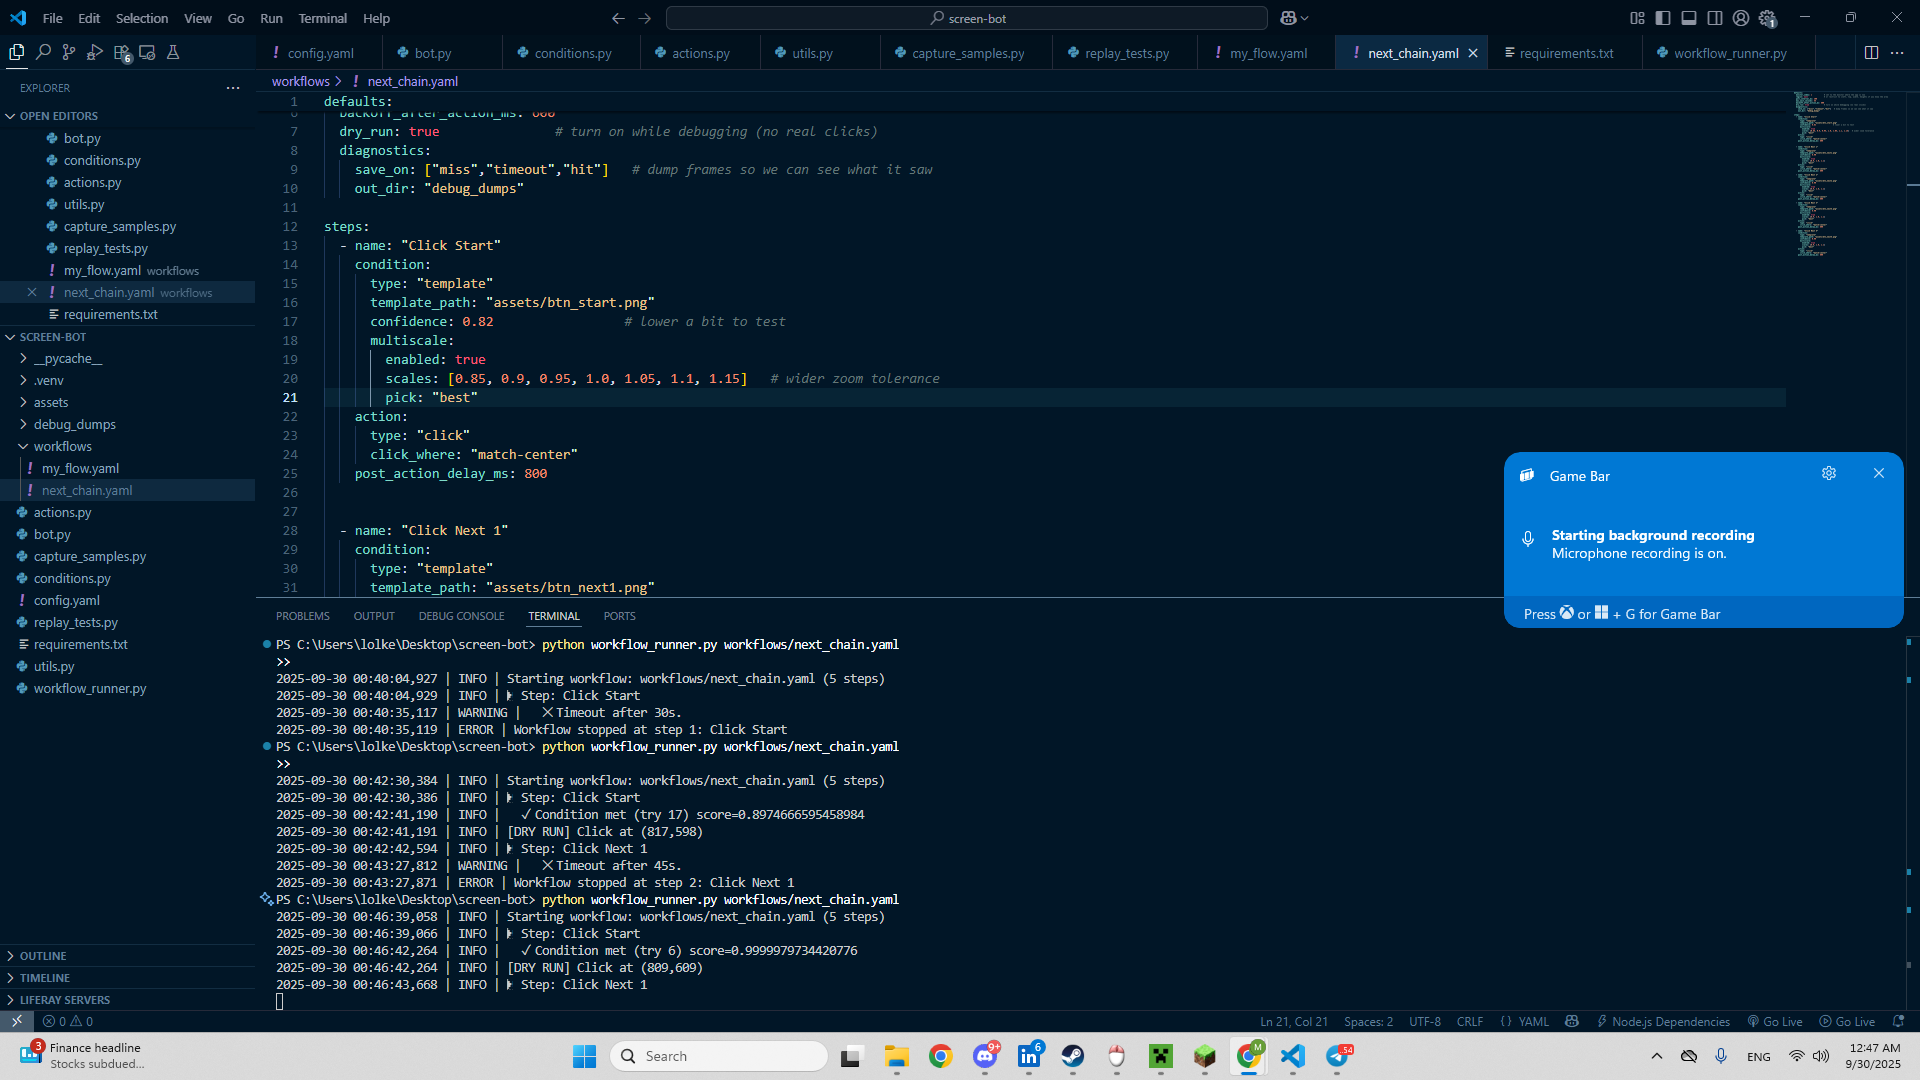 File Edit Selection View Go Run Terminal Help
screen-bot
1
6
config.yaml
bot.py
conditions.py
actions.py
utils.py
capture_samples.py
replay_tests.py
my_flow.yaml
next_chain.yaml
requirements.txt
workflow_runner.py
EXPLORER
OPEN EDITORS
bot.py
conditions.py
actions.py
utils.py
capture_samples.py
replay_tests.py
my_flow.yaml workflows
next_chain.yaml workflows
requirements.txt
SCREEN-BOT
__pycache__
.venv
assets
debug_dumps
workflows
my_flow.yaml
next_chain.yaml
actions.py
bot.py
capture_samples.py
conditions.py
config.yaml
replay_tests.py
requirements.txt
utils.py
workflow_runner.py
OUTLINE
TIMELINE
LIFERAY SERVERS
workflows > ! next_chain.yaml
1 defaults:
6 backoff_after_action_ms: 600
7 dry_run: true # turn on while debugging (no real clicks)
8 diagnostics:
9 save_on: ["miss","timeout","hit"] # dump frames so we can see what it saw
10 out_dir: "debug_dumps"
11
12 steps:
13 - name: "Click Start"
14 condition:
15 type: "template"
16 template_path: "assets/btn_start.png"
17 confidence: 0.82 # lower a bit to test
18 multiscale:
19 enabled: true
20 scales: [0.85, 0.9, 0.95, 1.0, 1.05, 1.1, 1.15] # wider zoom tolerance
21 pick: "best"
22 action:
23 type: "click"
24 click_where: "match-center"
25 post_action_delay_ms: 800
26
27
28 - name: "Click Next 1"
29 condition:
30 type: "template"
31 template_path: "assets/btn_next1.png"
Game Bar
Starting background recording
Microphone recording is on.
Press or + G for Game Bar
PROBLEMS OUTPUT DEBUG CONSOLE TERMINAL PORTS
PS C:\Users\lolke\Desktop\screen-bot> python workflow_runner.py workflows/next_chain.yaml
>>
2025-09-30 00:40:04,927 | INFO | Starting workflow: workflows/next_chain.yaml (5 steps)
2025-09-30 00:40:04,929 | INFO | Step: Click Start
2025-09-30 00:40:35,117 | WARNING | ✕ Timeout after 30s.
2025-09-30 00:40:35,119 | ERROR | Workflow stopped at step 1: Click Start
PS C:\Users\lolke\Desktop\screen-bot> python workflow_runner.py workflows/next_chain.yaml
>>
2025-09-30 00:42:30,384 | INFO | Starting workflow: workflows/next_chain.yaml (5 steps)
2025-09-30 00:42:30,386 | INFO | Step: Click Start
2025-09-30 00:42:41,190 | INFO | ✓ Condition met (try 17) score=0.8974666595458984
2025-09-30 00:42:41,191 | INFO | [DRY RUN] Click at (817,598)
2025-09-30 00:42:42,594 | INFO | Step: Click Next 1
2025-09-30 00:43:27,812 | WARNING | ✕ Timeout after 45s.
2025-09-30 00:43:27,871 | ERROR | Workflow stopped at step 2: Click Next 1
PS C:\Users\lolke\Desktop\screen-bot> python workflow_runner.py workflows/next_chain.yaml
2025-09-30 00:46:39,058 | INFO | Starting workflow: workflows/next_chain.yaml (5 steps)
2025-09-30 00:46:39,066 | INFO | Step: Click Start
2025-09-30 00:46:42,264 | INFO | ✓ Condition met (try 6) score=0.9999979734420776
2025-09-30 00:46:42,264 | INFO | [DRY RUN] Click at (809,609)
2025-09-30 00:46:43,668 | INFO | Step: Click Next 1
0 0 Ln 21, Col 21 Spaces: 2 UTF-8 CRLF {} YAML Node.js Dependencies Go Live Go Live
3 Finance headline
Stocks subdued...
Search
9+
6
M
54
ENG
12:47 AM
9/30/2025